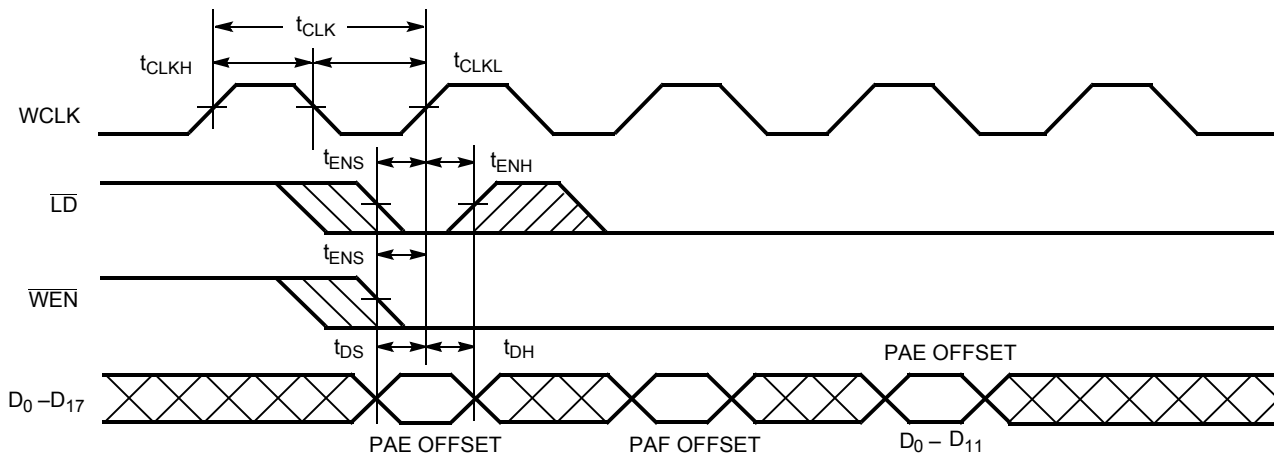 tCLK
tCLKH
tCLKL
WCLK
tENS
tENH
LD
tENS
WEN
tDS
tDH
PAE OFFSET
D0 –D17
PAE OFFSET
PAF OFFSET
D0 – D11